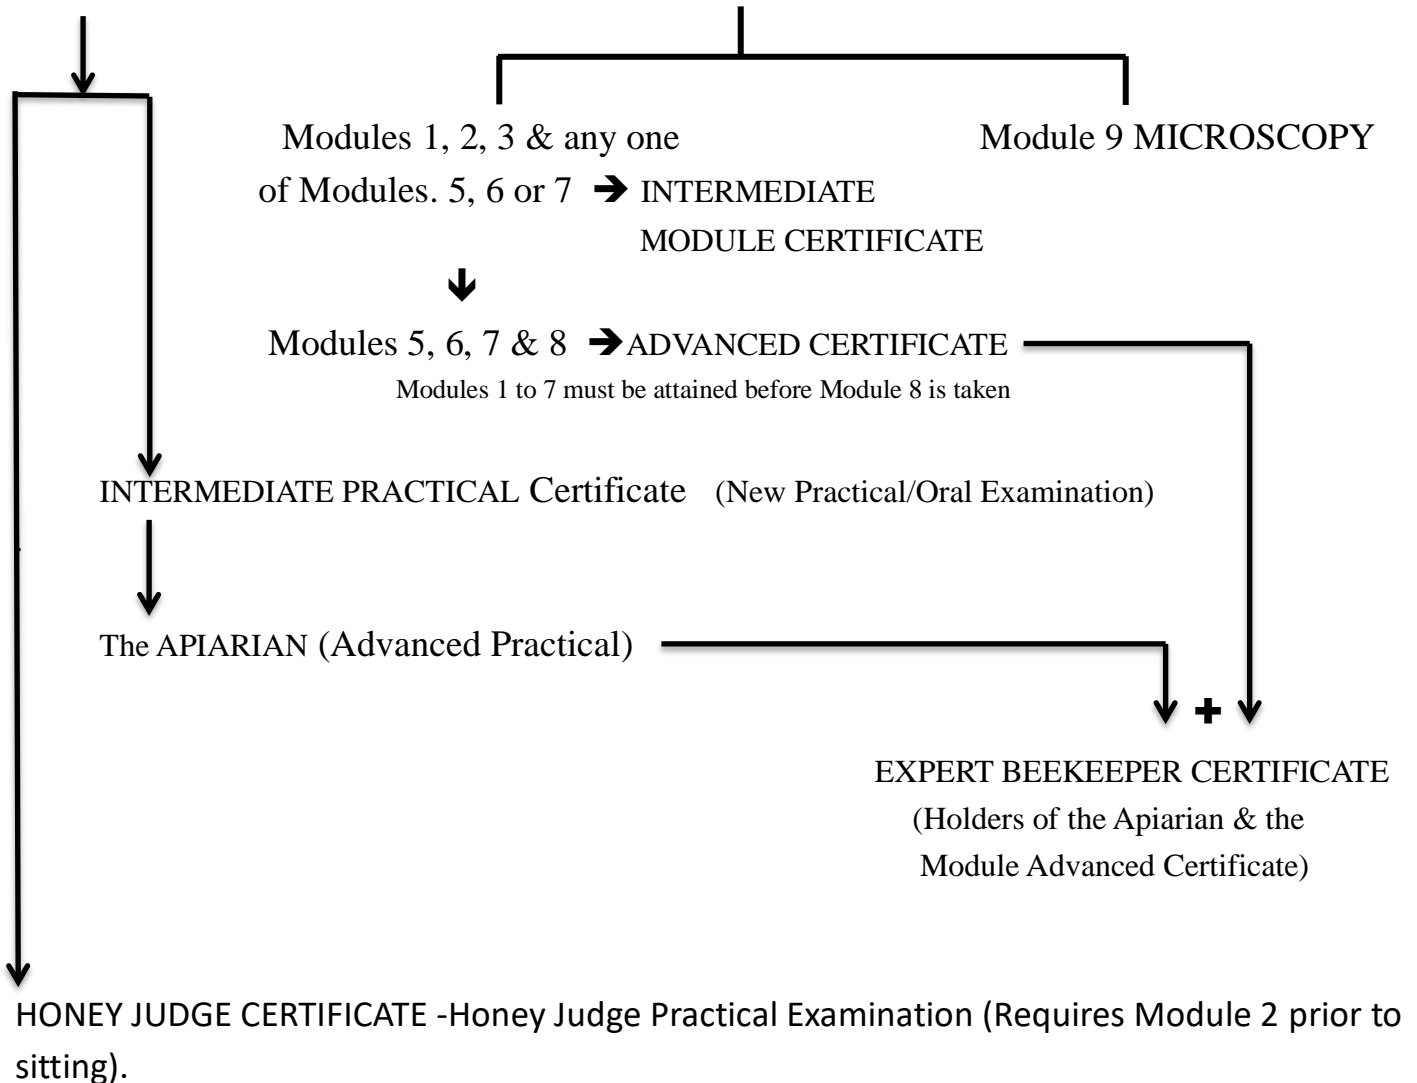 Modules 1, 2, 3 & any one
Module 9 MICROSCOPY
of Modules. 5, 6 or 7 ➔ INTERMEDIATE
MODULE CERTIFICATE
Modules 5, 6, 7 & 8 ➔ ADVANCED CERTIFICATE
Modules 1 to 7 must be attained before Module 8 is taken
INTERMEDIATE PRACTICAL Certificate (New Practical/Oral Examination)
The APIARIAN (Advanced Practical)
+
EXPERT BEEKEEPER CERTIFICATE
(Holders of the Apiarian & the
Module Advanced Certificate)
HONEY JUDGE CERTIFICATE -Honey Judge Practical Examination (Requires Module 2 prior to
sitting).